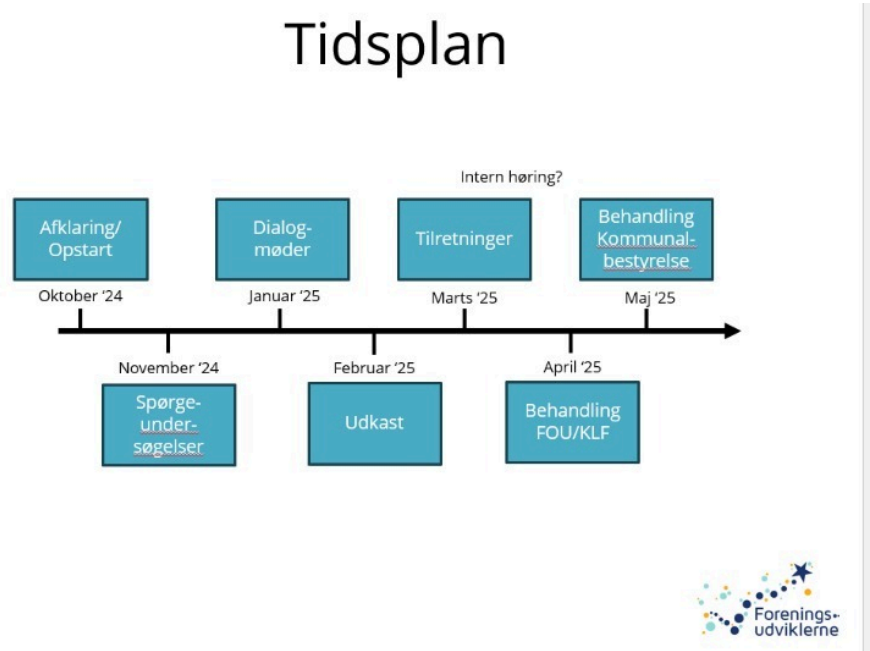 Tidsplan
Intern høring?
Afklaring/
Opstart
Oktober ‘24
Dialog-
møder
Januar ‘25
Tilretninger
Marts ‘25
Behandling
Kommunal-
bestyrelse
Maj ‘25
November ‘24
Spørge-
under-
søgelser
Februar ‘25
Udkast
April ‘25
Behandling
FOU/KLF
Forenings-
udviklerne